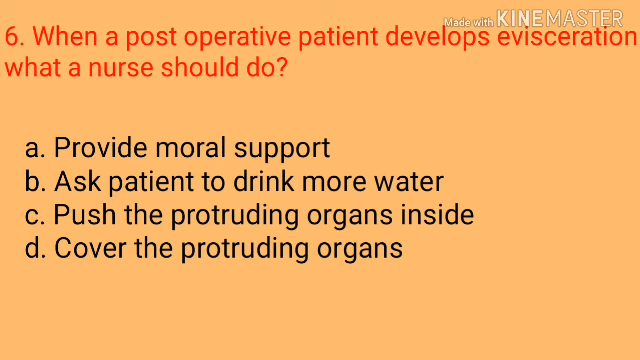 Made with KINEMASTER
6. When a post operative patient develops evisceration
what a nurse should do?
a. Provide moral support
b. Ask patient to drink more water
c. Push the protruding organs inside
d. Cover the protruding organs